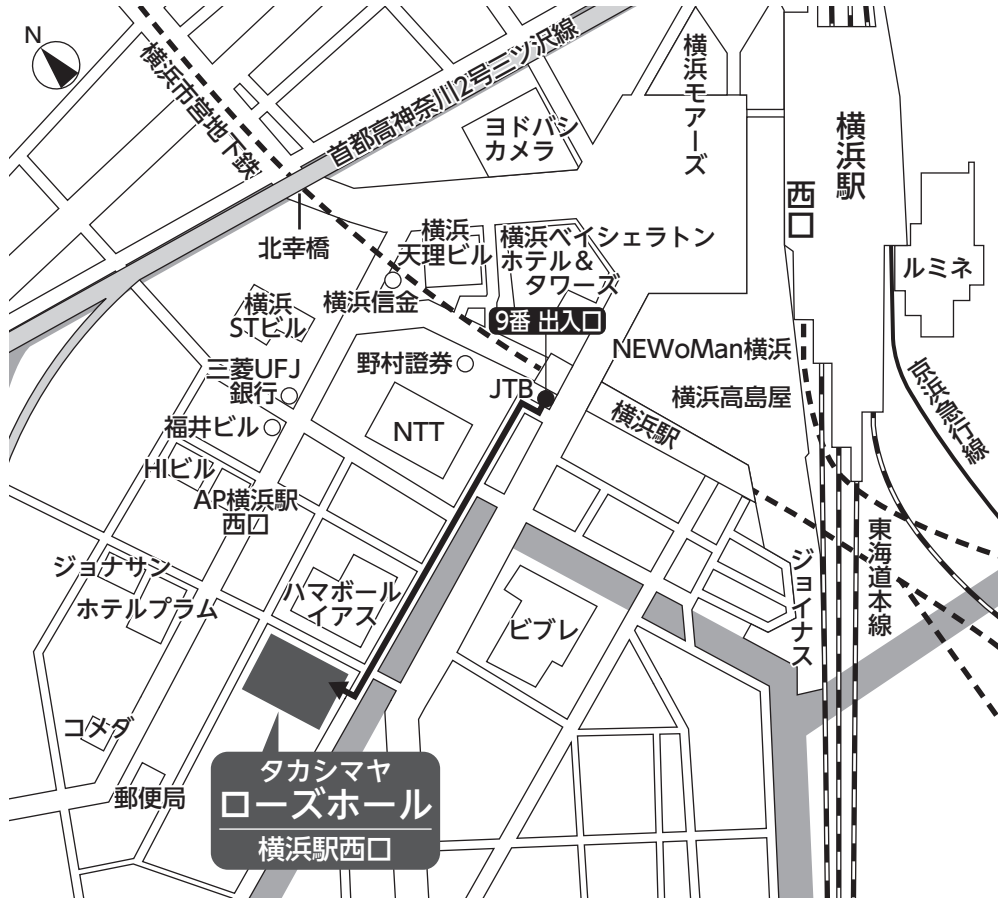 N
横浜市営地下鉄
首都高神奈川2号三ツ沢線
横浜モアーズ
ヨドバシ
カメラ
横浜駅
西口
ルミネ
北幸橋
横浜
天理ビル
横浜ベイシェラトン
ホテル&
タワーズ
横浜信金
横浜
STビル
9番 出入口
NEWoMan横浜
三菱UFJ
銀行
野村證券
JTB
横浜高島屋
京浜急行線
福井ビル
NTT
横浜駅
HIビル
AP横浜駅
西口
東海道本線
ジョイナス
ジョナサン
ホテルプラム
ハマボール
イアス
ビブレ
コメダ
郵便局
タカシマヤ
ローズホール
横浜駅西口